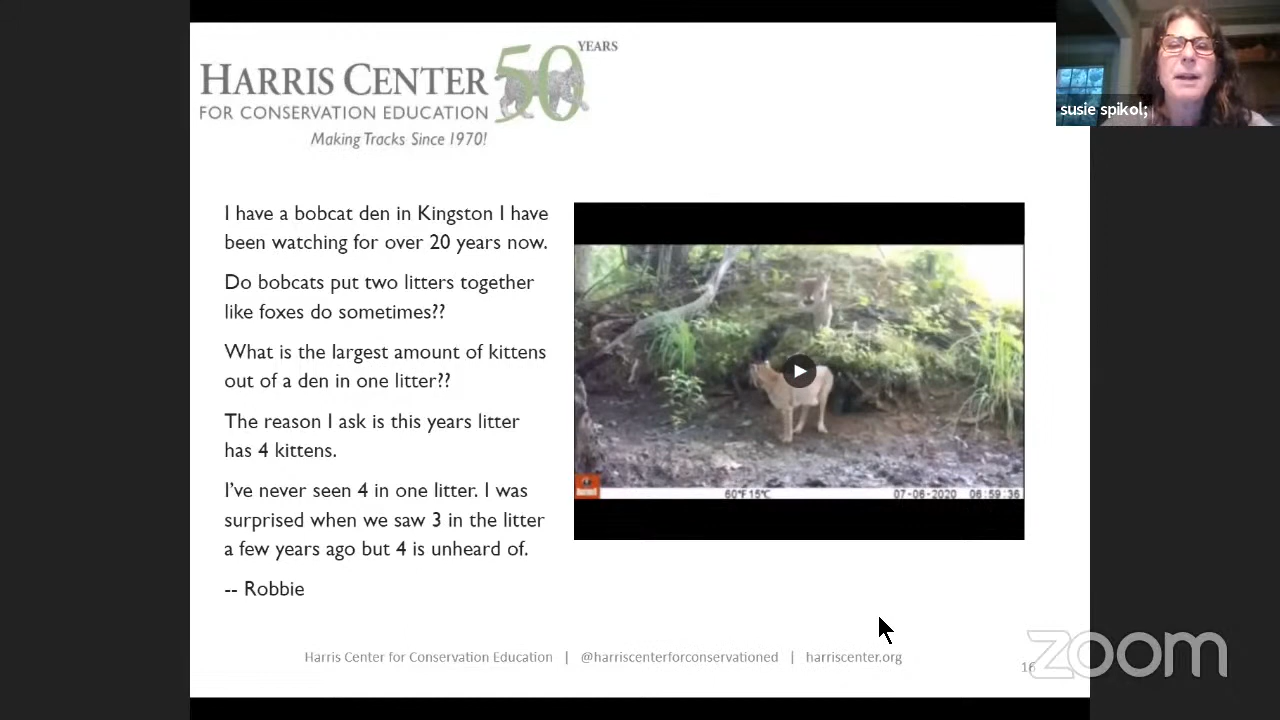 HARRIS CENTER 50 YEARS
FOR CONSERVATION EDUCATION
Making Tracks Since 1970!
susie spikol;
I have a bobcat den in Kingston I have
been watching for over 20 years now.
Do bobcats put two litters together
like foxes do sometimes??
What is the largest amount of kittens
out of a den in one litter??
The reason I ask is this years litter
has 4 kittens.
I've never seen 4 in one litter. I was
surprised when we saw 3 in the litter
a few years ago but 4 is unheard of.
-- Robbie
60°F 15°C 07-06-2020 06:59:36
Harris Center for Conservation Education | @harriscenterforconservationed | harriscenter.org
16
zoom